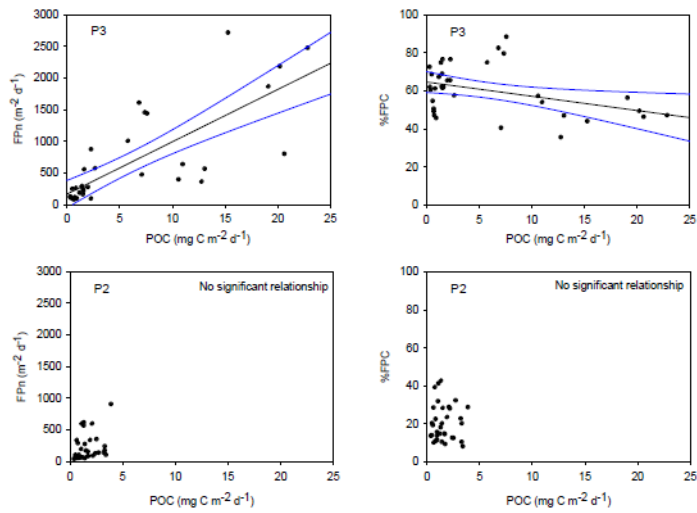 P3
FPn (m-2 d-1)
3000
2500
2000
1500
1000
500
0
0 5 10 15 20 25
POC (mg C m-2 d-1)
P3
%FPC
100
80
60
40
20
0
0 5 10 15 20 25
POC (mg C m-2 d-1)
P2 No significant relationship
FPn (m-2 d-1)
3000
2500
2000
1500
1000
500
0
0 5 10 15 20 25
POC (mg C m-2 d-1)
P2 No significant relationship
%FPC
100
80
60
40
20
0
0 5 10 15 20 25
POC (mg C m-2 d-1)